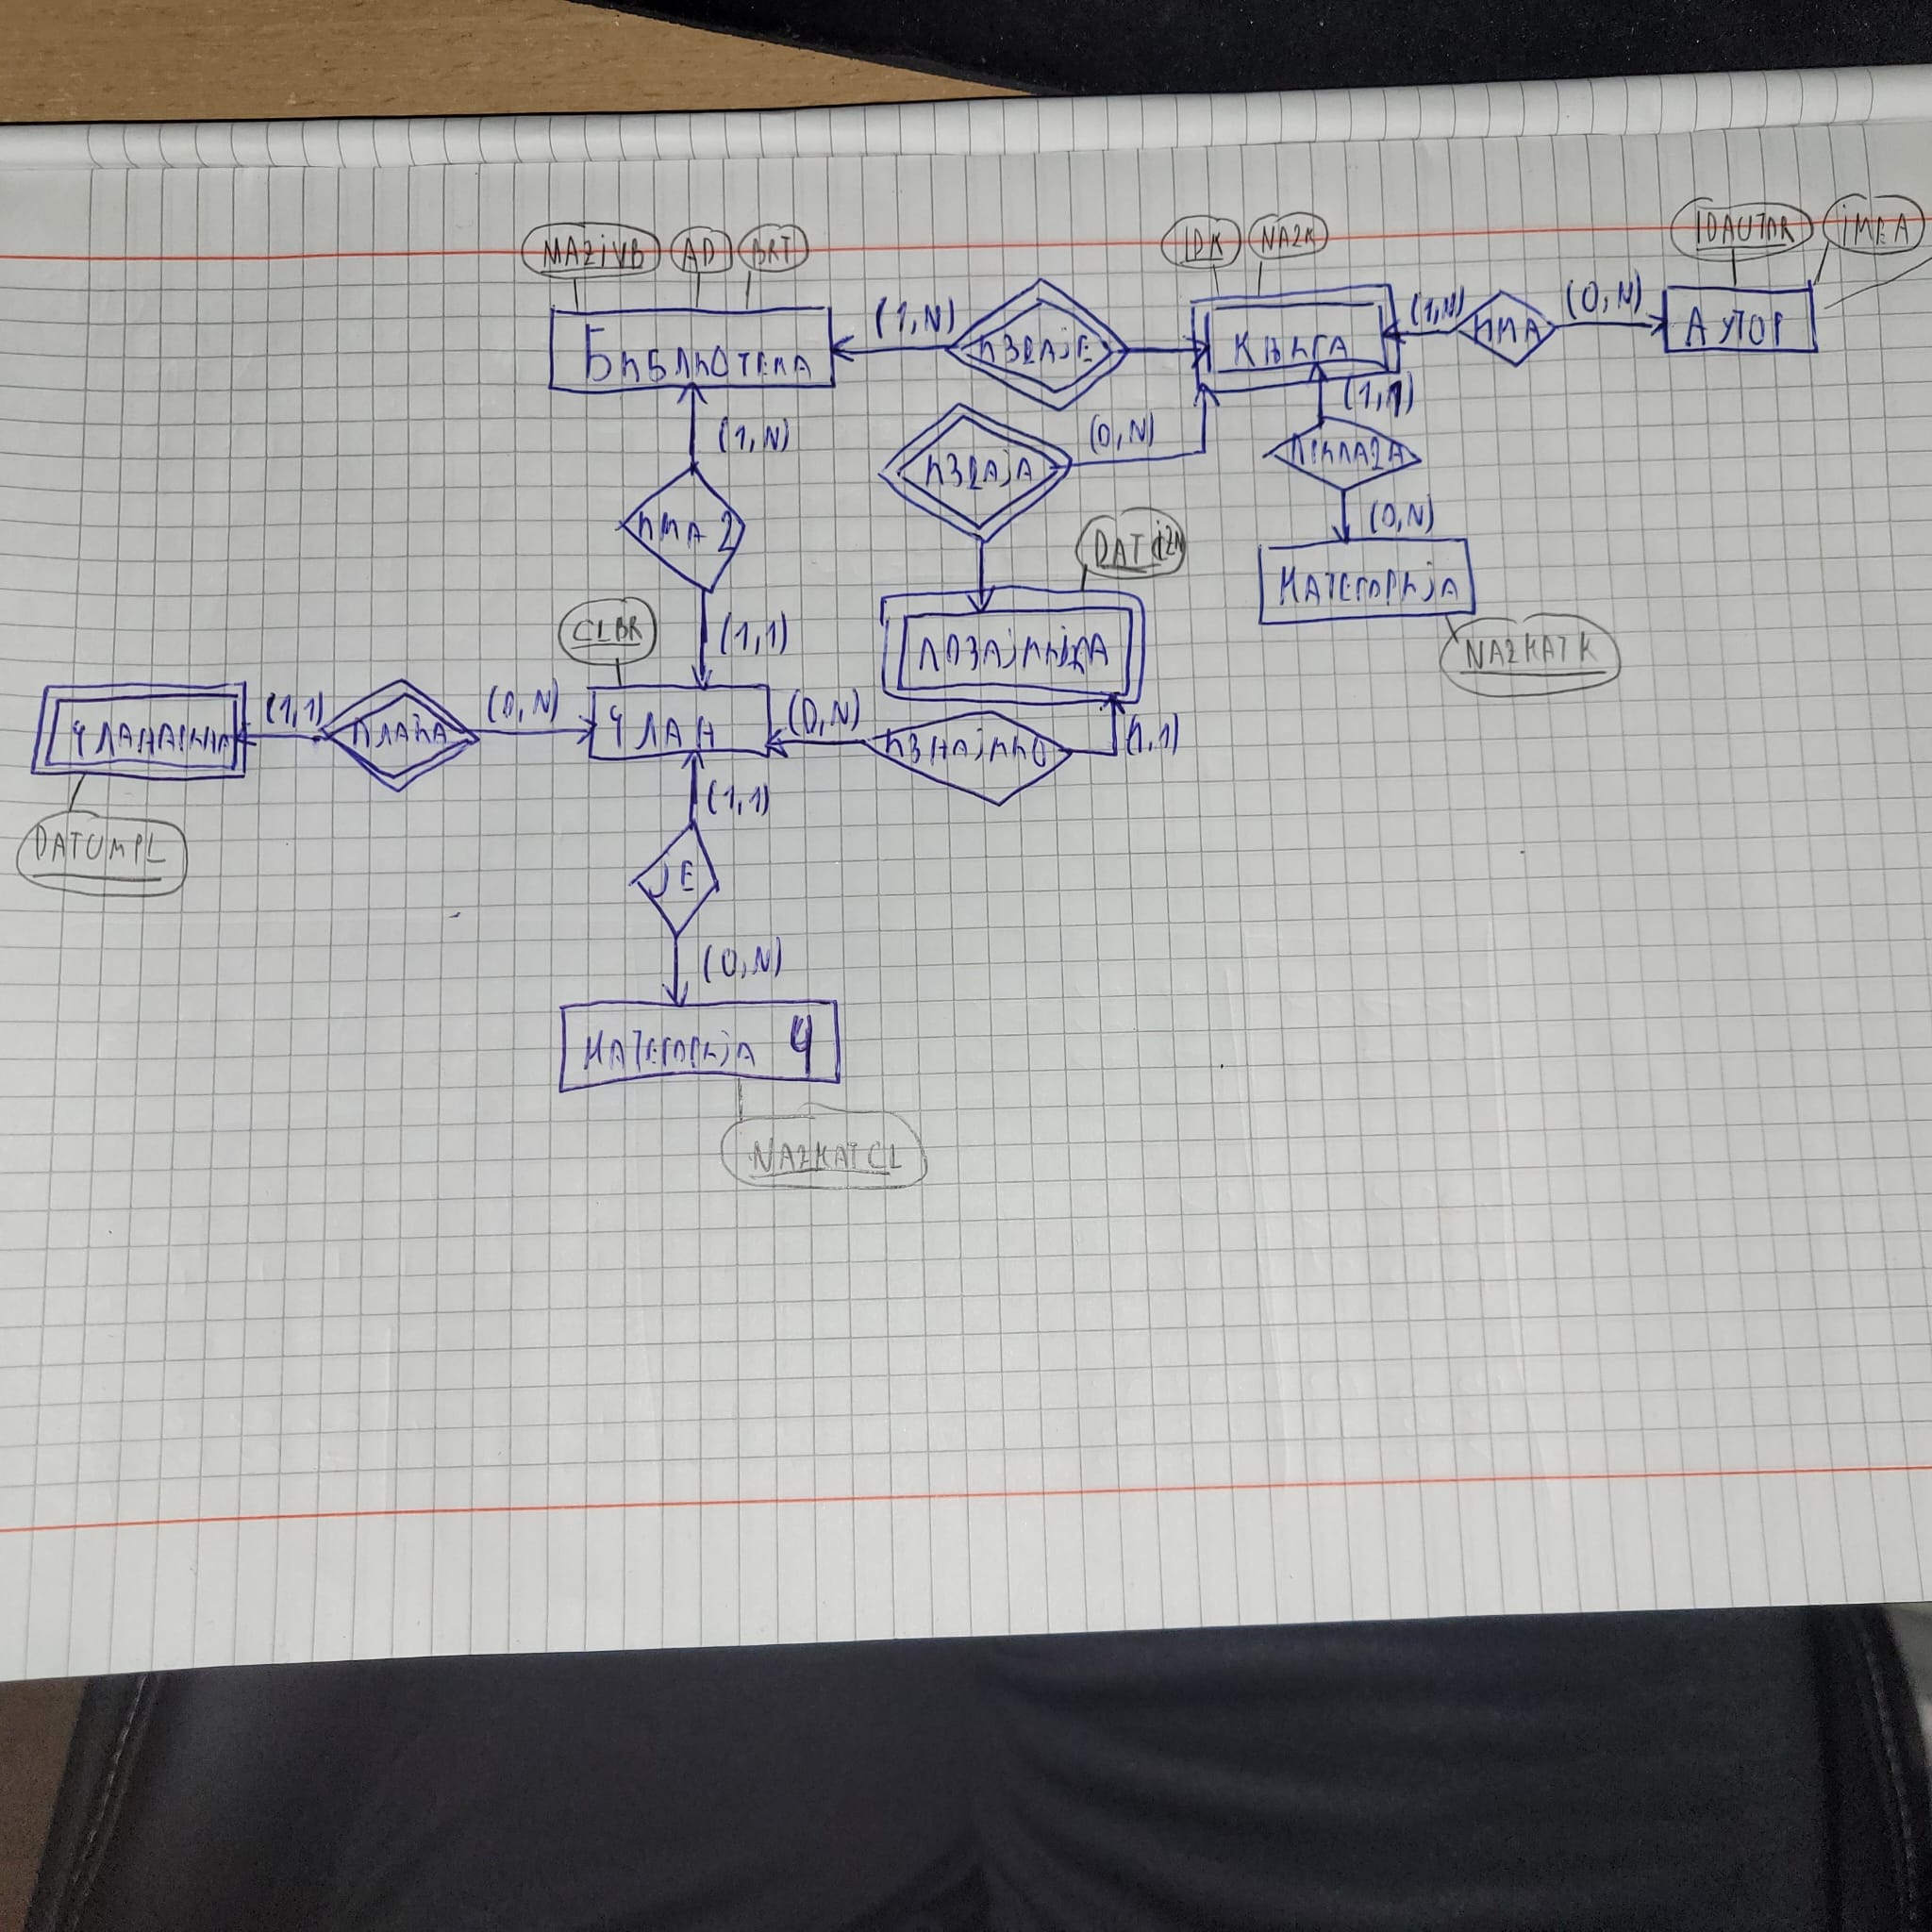 NAZIVB AD BRT IDK NAZK IDAUTOR IMEA
БИБЛИОТЕКА (1,N) ИЗДАЈЕ КЊИГА (1,N) ИМА (0,N) АУТОР
(1,N) ИЗДАЈА (0,N) (1,1)
ПРИПАДА
ИМА 2 (0,N)
DATIZN КАТЕГОРИЈА
CLBR (1,1) NAZKATK
ЧЛАНАРИНА (1,1) ПЛАЋА (0,N) ЧЛАН (0,N) ИЗНАЈМИО (1,1)
(1,1)
DATUMPL ЈЕ
(0,N)
КАТЕГОРИЈА Ч
NAZKATCL